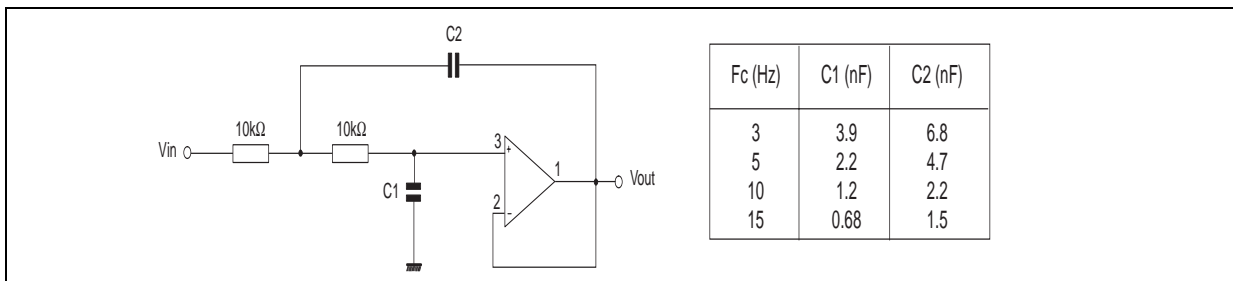 C2
10kΩ
10kΩ
Vin
3
+
1
Vout
C1
2
-
Fc (Hz) C1 (nF) C2 (nF)
3 3.9 6.8
5 2.2 4.7
10 1.2 2.2
15 0.68 1.5